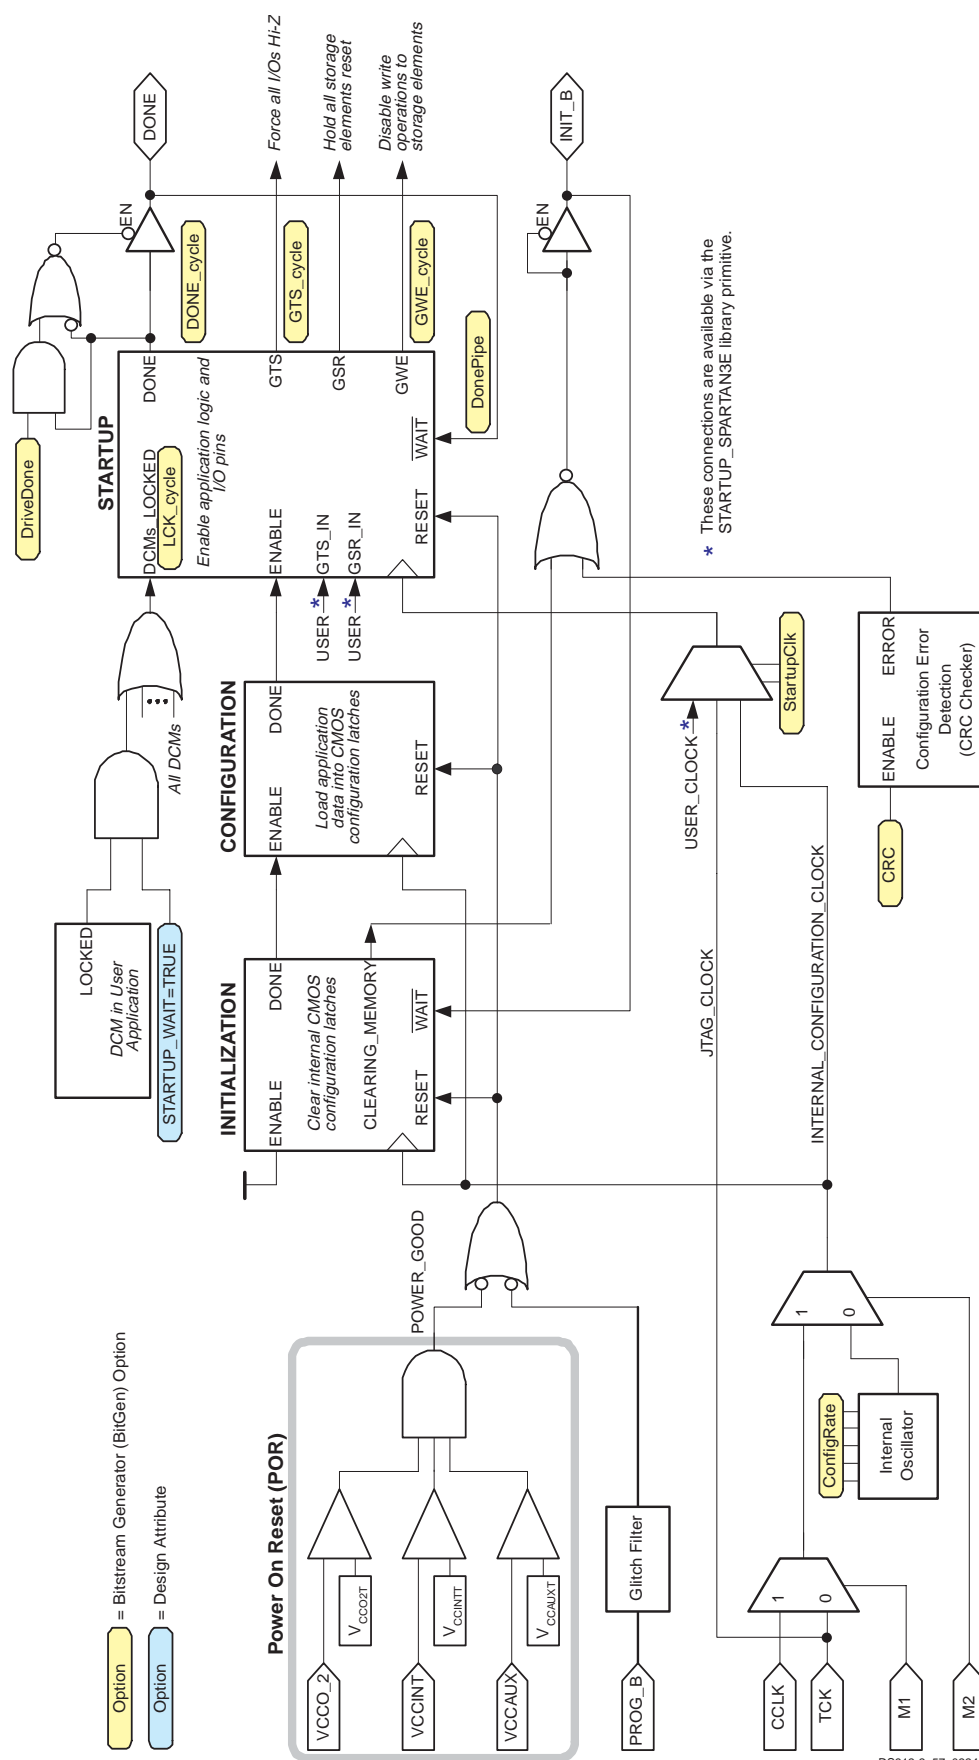 Option
= Bitstream Generator (BitGen) Option
Option
= Design Attribute
Power On Reset (POR)
VCCO_2
VCCO2T
VCCINT
VCCINTT
VCCAUX
VCCAUXT
POWER_GOOD
PROG_B
Glitch Filter
CCLK
TCK
M1
M2
1
0
ConfigRate
Internal
Oscillator
1
0
LOCKED
DCM in User
Application
STARTUP_WAIT=TRUE
All DCMs
INITIALIZATION
ENABLE
DONE
Clear internal CMOS
configuration latches
CLEARING_MEMORY
RESET
WAIT
CONFIGURATION
ENABLE
DONE
Load application
data into CMOS
configuration latches
RESET
STARTUP
DriveDone
DCMs_LOCKED
LCK_cycle
DONE
Enable application logic and
I/O pins
ENABLE
GTS
USER * GTS_IN
GSR
USER * GSR_IN
GWE
RESET
WAIT
EN
DONE
DONE_cycle
GTS_cycle
Force all I/Os Hi-Z
Hold all storage
elements reset
GWE_cycle
Disable write
operations to
storage elements
DonePipe
EN
INIT_B
* These connections are available via the
STARTUP_SPARTAN3E library primitive.
USER_CLOCK *
JTAG_CLOCK
StartupClk
INTERNAL_CONFIGURATION_CLOCK
CRC
ENABLE
ERROR
Configuration Error
Detection
(CRC Checker)